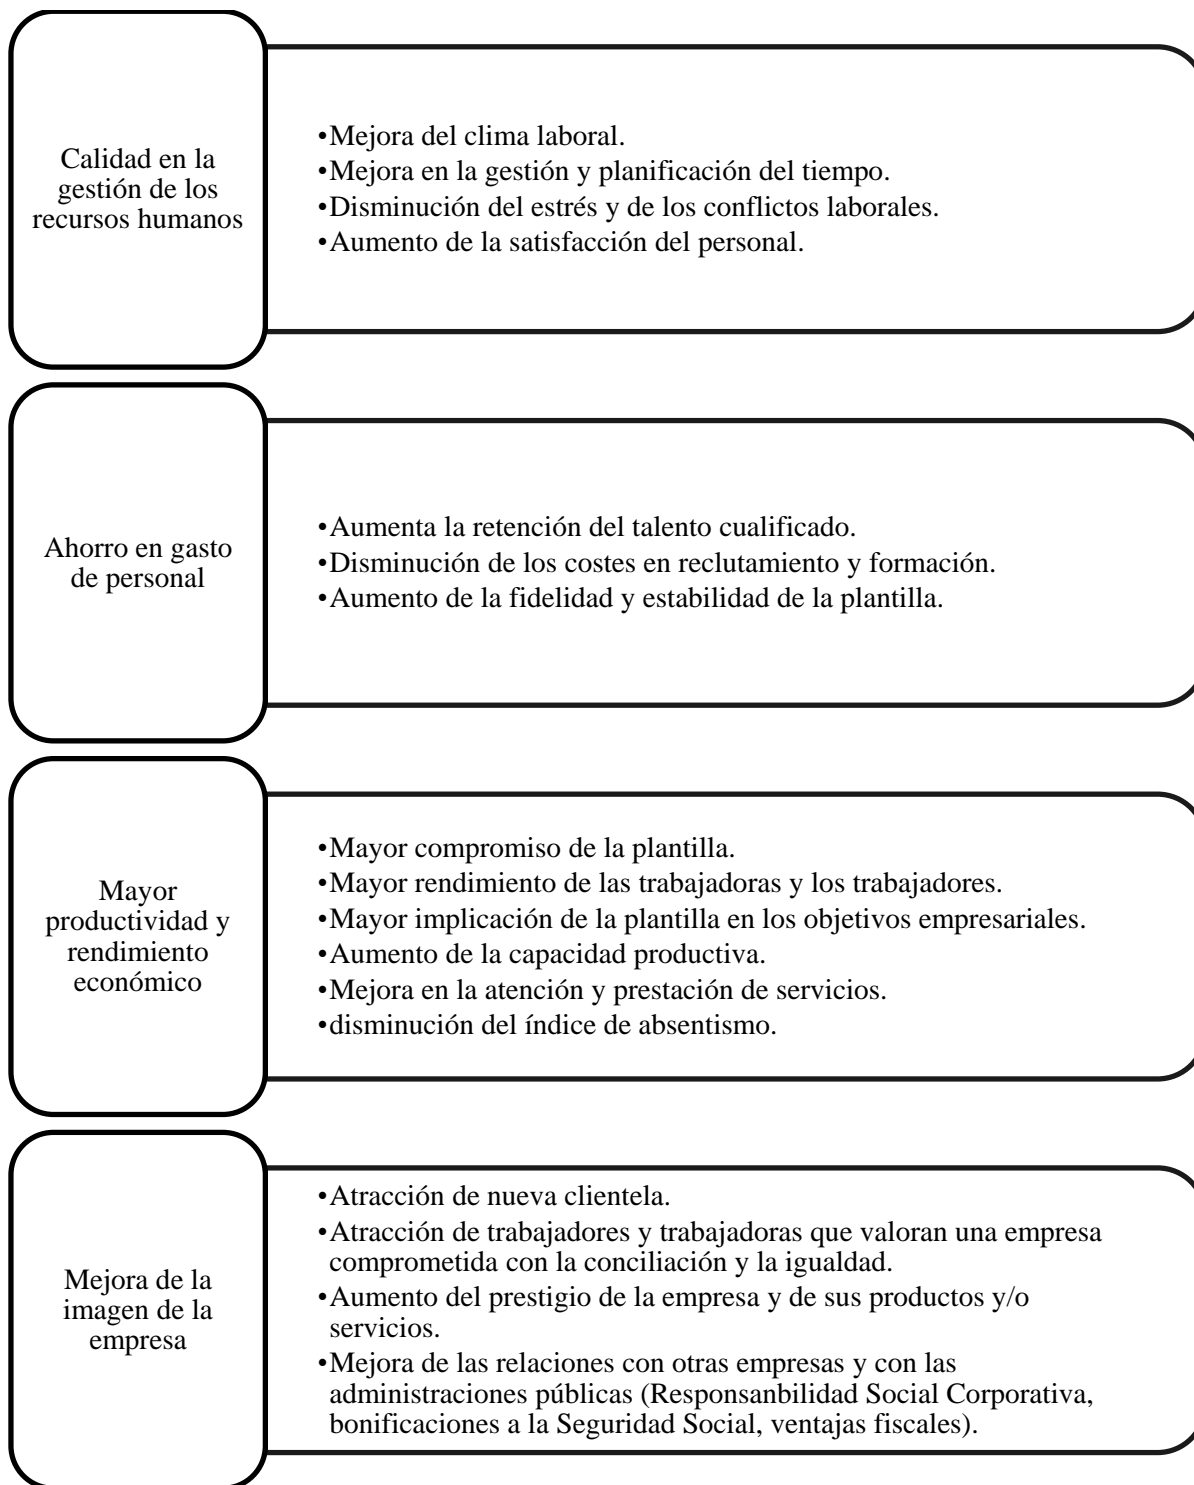 Calidad en la
gestión de los
recursos humanos
•Mejora del clima laboral.
•Mejora en la gestión y planificación del tiempo.
•Disminución del estrés y de los conflictos laborales.
•Aumento de la satisfacción del personal.
Ahorro en gasto
de personal
•Aumenta la retención del talento cualificado.
•Disminución de los costes en reclutamiento y formación.
•Aumento de la fidelidad y estabilidad de la plantilla.
Mayor
productividad y
rendimiento
económico
•Mayor compromiso de la plantilla.
•Mayor rendimiento de las trabajadoras y los trabajadores.
•Mayor implicación de la plantilla en los objetivos empresariales.
•Aumento de la capacidad productiva.
•Mejora en la atención y prestación de servicios.
•disminución del índice de absentismo.
Mejora de la
imagen de la
empresa
•Atracción de nueva clientela.
•Atracción de trabajadores y trabajadoras que valoran una empresa
comprometida con la conciliación y la igualdad.
•Aumento del prestigio de la empresa y de sus productos y/o
servicios.
•Mejora de las relaciones con otras empresas y con las
administraciones públicas (Responsanbilidad Social Corporativa,
bonificaciones a la Seguridad Social, ventajas fiscales).